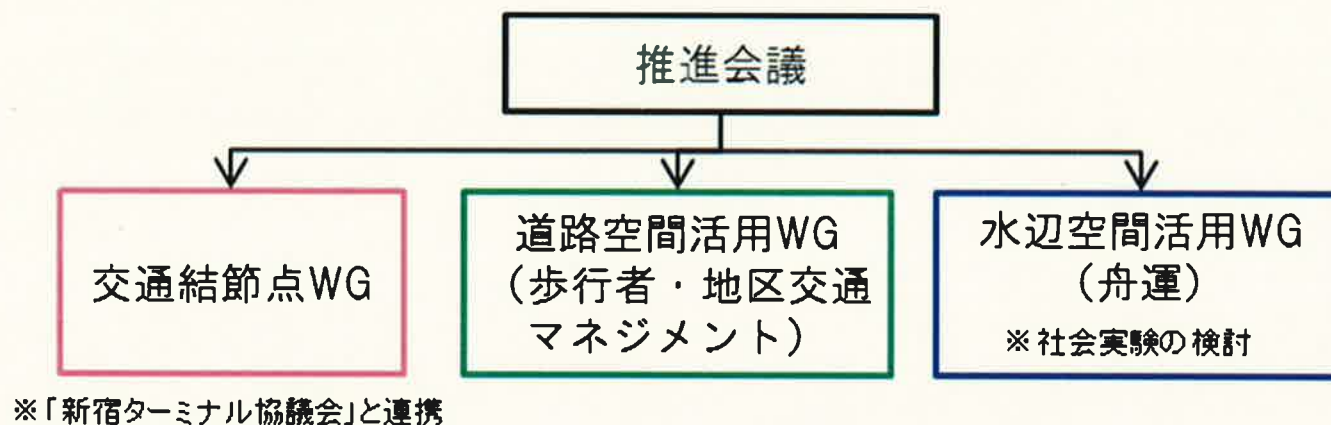 推進会議
交通結節点WG
道路空間活用WG
(歩行者・地区交通
マネジメント)
水辺空間活用WG
(舟運)
※社会実験の検討
※「新宿ターミナル協議会」と連携